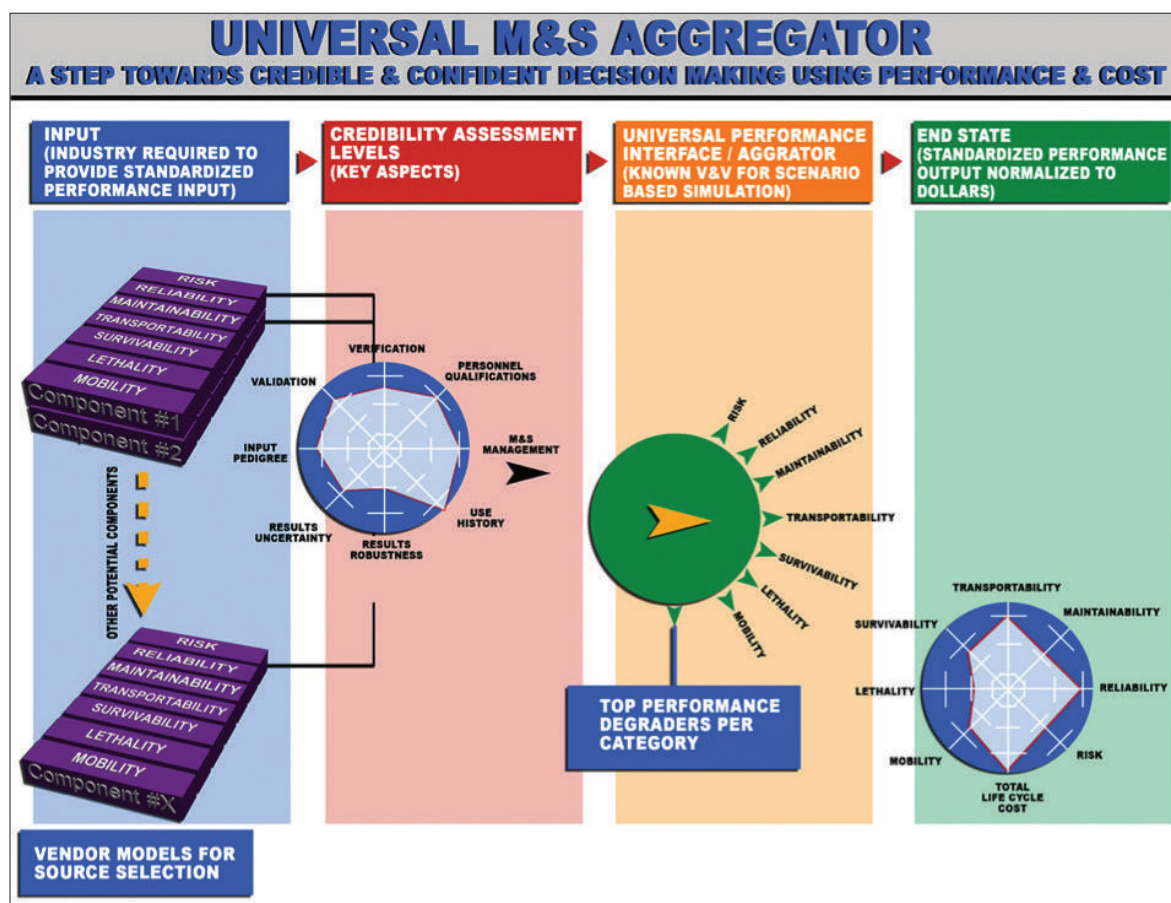 UNIVERSAL M&S AGGREGATOR
A STEP TOWARDS CREDIBLE & CONFIDENT DECISION MAKING USING PERFORMANCE & COST
INPUT
(INDUSTRY REQUIRED TO
PROVIDE STANDARDIZED
PERFORMANCE INPUT)
CREDIBILITY ASSESSMENT
LEVELS
(KEY ASPECTS)
UNIVERSAL PERFORMANCE
INTERFACE / AGGRATOR
(KNOWN V&V FOR SCENARIO
BASED SIMULATION)
END STATE
(STANDARDIZED PERFORMANCE
OUTPUT NORMALIZED TO
DOLLARS)
RISK
RELIABILITY
MAINTAINABILITY
TRANSPORTABILITY
SURVIVABILITY
LETHALITY
MOBILITY
Component #1
Component #2
OTHER POTENTIAL COMPONENTS
RISK
RELIABILITY
MAINTAINABILITY
TRANSPORTABILITY
SURVIVABILITY
LETHALITY
MOBILITY
Component #X
VENDOR MODELS FOR
SOURCE SELECTION
VERIFICATION
PERSONNEL
QUALIFICATIONS
M&S
MANAGEMENT
USE
HISTORY
RESULTS
ROBUSTNESS
RESULTS
UNCERTAINTY
INPUT
PEDIGREE
VALIDATION
RISK
RELIABILITY
MAINTAINABILITY
TRANSPORTABILITY
SURVIVABILITY
LETHALITY
MOBILITY
TOP PERFORMANCE
DEGRADERS PER
CATEGORY
TRANSPORTABILITY
MAINTAINABILITY
RELIABILITY
RISK
TOTAL
LIFE CYCLE
COST
MOBILITY
LETHALITY
SURVIVABILITY